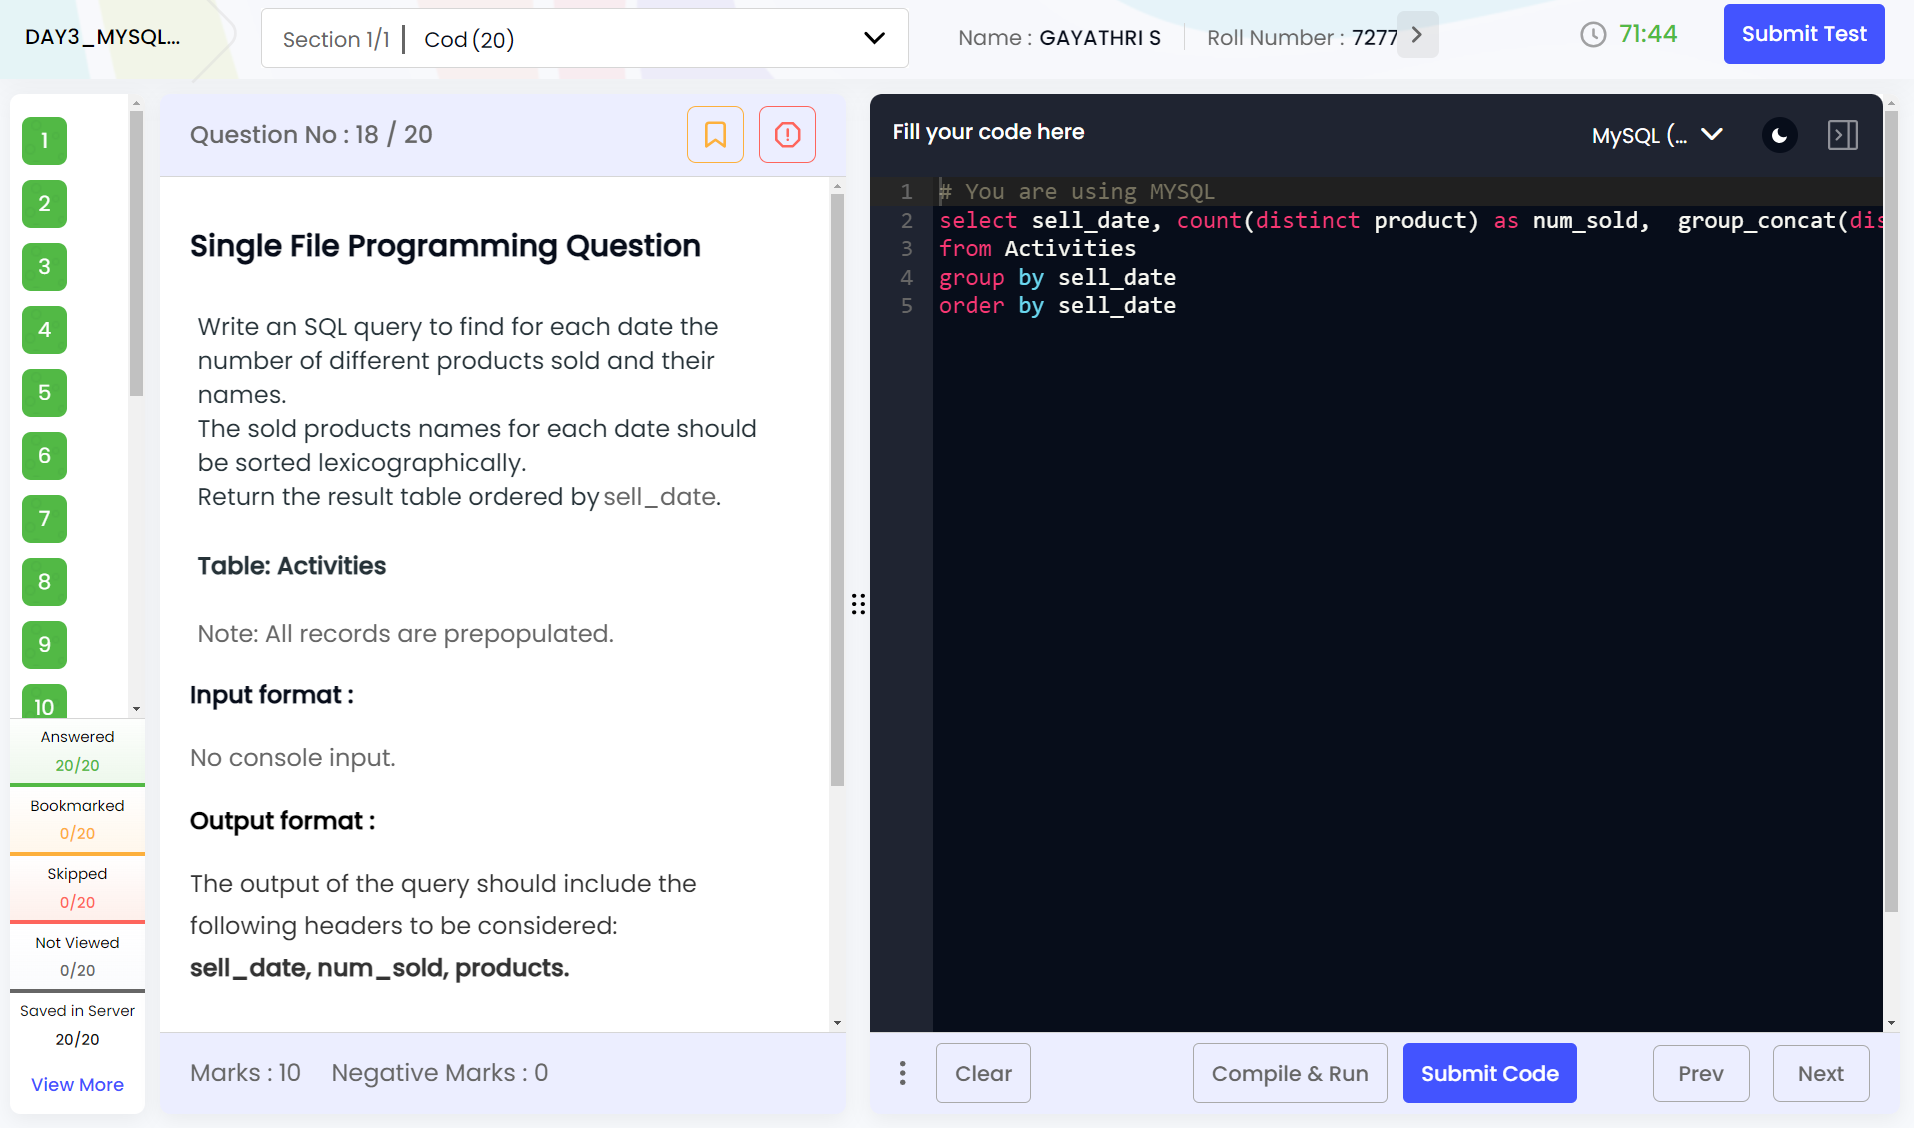 DAY3_MYSQL...
Section 1/1 | Cod (20)
Name : GAYATHRI S
Roll Number : 7277
71:44
Submit Test
1
2
3
4
5
6
7
8
9
10
Answered
20/20
Bookmarked
0/20
Skipped
0/20
Not Viewed
0/20
Saved in Server
20/20
View More
Question No : 18 / 20
Single File Programming Question
Write an SQL query to find for each date the
number of different products sold and their
names.
The sold products names for each date should
be sorted lexicographically.
Return the result table ordered by sell_date.
Table: Activities
Note: All records are prepopulated.
Input format :
No console input.
Output format :
The output of the query should include the
following headers to be considered:
sell_date, num_sold, products.
Marks : 10 Negative Marks : 0
Fill your code here
MySQL (...
1 # You are using MYSQL
2 select sell_date, count(distinct product) as num_sold,  group_concat(dis
3 from Activities
4 group by sell_date
5 order by sell_date
Clear
Compile & Run
Submit Code
Prev
Next